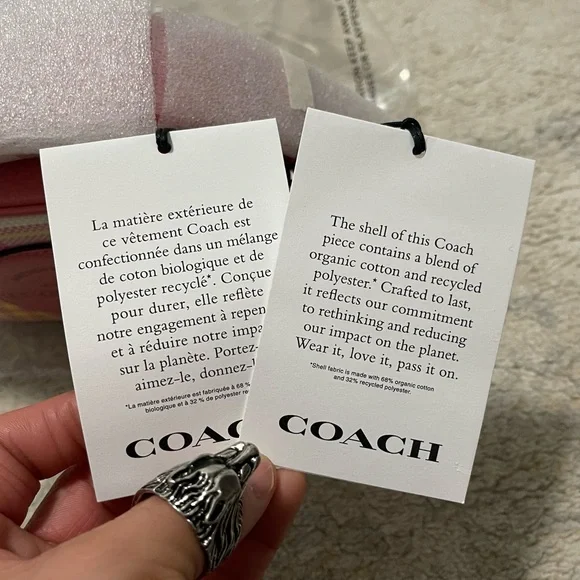 La matière extérieure de
ce vêtement Coach est
confectionnée dans un mélange
de coton biologique et de
polyester recyclé*. Conçue
pour durer, elle reflète
notre engagement à repen
et à réduire notre impa
sur la planète. Portez-
aimez-le, donnez-
*La matière extérieure est fabriquée à 68 %
biologique et à 32 % de polyester re
COAC
The shell of this Coach
piece contains a blend of
organic cotton and recycled
polyester.* Crafted to last,
it reflects our commitment
to rethinking and reducing
our impact on the planet.
Wear it, love it, pass it on.
*Shell fabric is made with 68% organic cotton
and 32% recycled polyester.
COACH